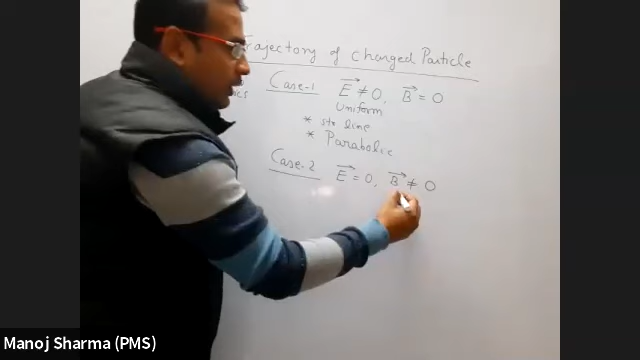 Trajectory of Charged Particle
Case-1 E⃗ ≠ 0, B⃗ = 0
Uniform
* str line
* Parabolic
Case-2 E⃗ = 0, B⃗ ≠ 0
Manoj Sharma (PMS)